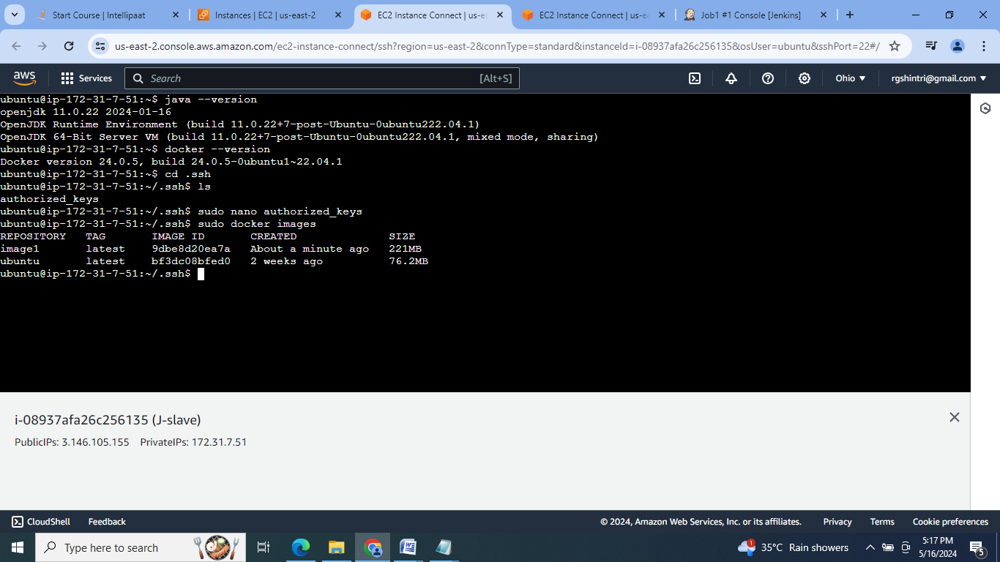 Start Course | Intellipaat
Instances | EC2 | us-east-2
EC2 Instance Connect | us-ea
EC2 Instance Connect | us-ea
Job1 #1 Console [Jenkins]
us-east-2.console.aws.amazon.com/ec2-instance-connect/ssh?region=us-east-2&connType=standard&instanceId=i-08937afa26c256135&osUser=ubuntu&sshPort=22#/
aws Services Search [Alt+S] Ohio rgshintri@gmail.com
ubuntu@ip-172-31-7-51:~$ java --version
openjdk 11.0.22 2024-01-16
OpenJDK Runtime Environment (build 11.0.22+7-post-Ubuntu-0ubuntu222.04.1)
OpenJDK 64-Bit Server VM (build 11.0.22+7-post-Ubuntu-0ubuntu222.04.1, mixed mode, sharing)
ubuntu@ip-172-31-7-51:~$ docker --version
Docker version 24.0.5, build 24.0.5-0ubuntu1~22.04.1
ubuntu@ip-172-31-7-51:~$ cd .ssh
ubuntu@ip-172-31-7-51:~/.ssh$ ls
authorized_keys
ubuntu@ip-172-31-7-51:~/.ssh$ sudo nano authorized_keys
ubuntu@ip-172-31-7-51:~/.ssh$ sudo docker images
REPOSITORY   TAG       IMAGE ID       CREATED              SIZE
image1       latest    9dbe8d20ea7a   About a minute ago   221MB
ubuntu       latest    bf3dc08bfed0   2 weeks ago          76.2MB
ubuntu@ip-172-31-7-51:~/.ssh$
i-08937afa26c256135 (J-slave)
PublicIPs: 3.146.105.155 PrivateIPs: 172.31.7.51
CloudShell Feedback © 2024, Amazon Web Services, Inc. or its affiliates. Privacy Terms Cookie preferences
Type here to search
1
35°C Rain showers
5:17 PM
5/16/2024
5